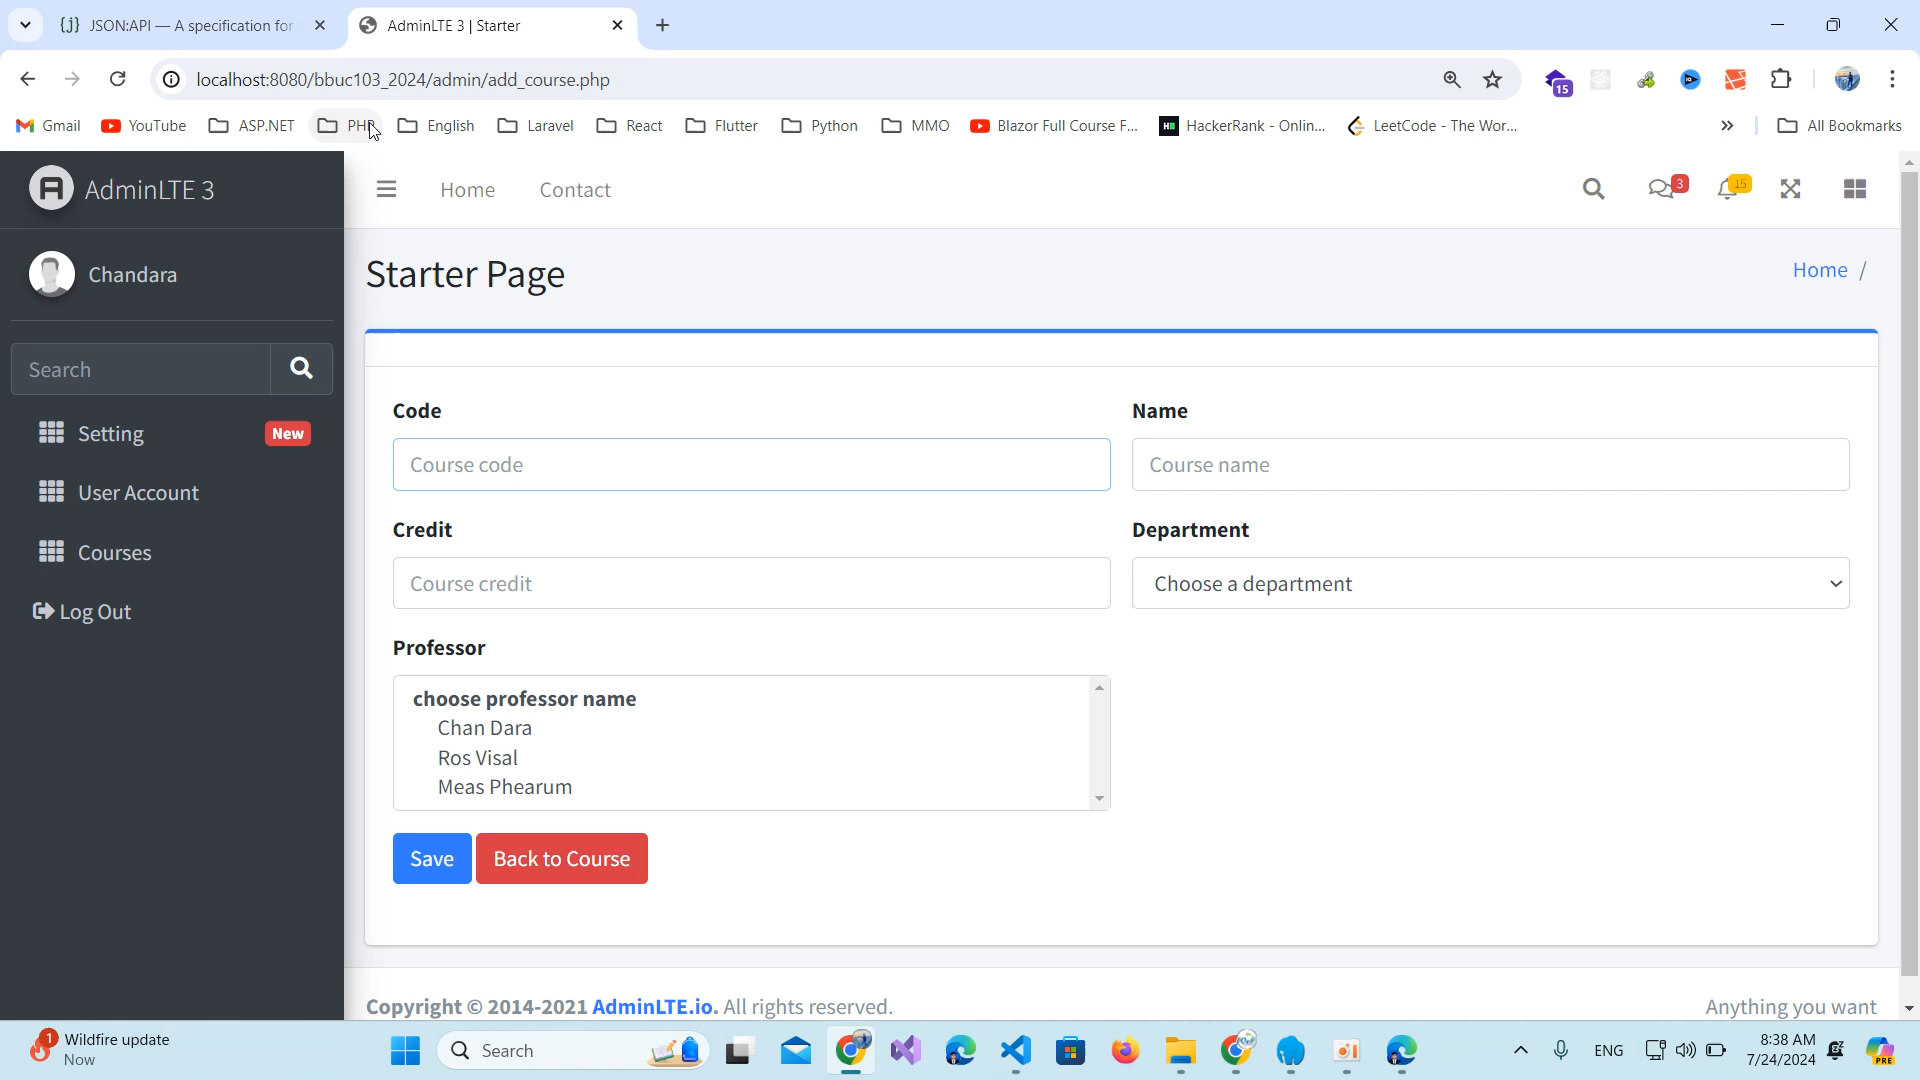 JSON:API — A specification for
AdminLTE 3 | Starter
localhost:8080/bbuc103_2024/admin/add_course.php
15
Gmail
YouTube
ASP.NET
PHP
English
Laravel
React
Flutter
Python
MMO
Blazor Full Course F...
HackerRank - Onlin...
LeetCode - The Wor...
All Bookmarks
AdminLTE 3
Home
Contact
3
15
Chandara
Starter Page
Home /
Search
Setting
New
User Account
Courses
Log Out
Code
Name
Course code
Course name
Credit
Department
Course credit
Choose a department
Professor
choose professor name
Chan Dara
Ros Visal
Meas Phearum
Save
Back to Course
Copyright © 2014-2021 AdminLTE.io. All rights reserved.
Anything you want
1
Wildfire update
Now
Search
ENG
8:38 AM
7/24/2024
PRE